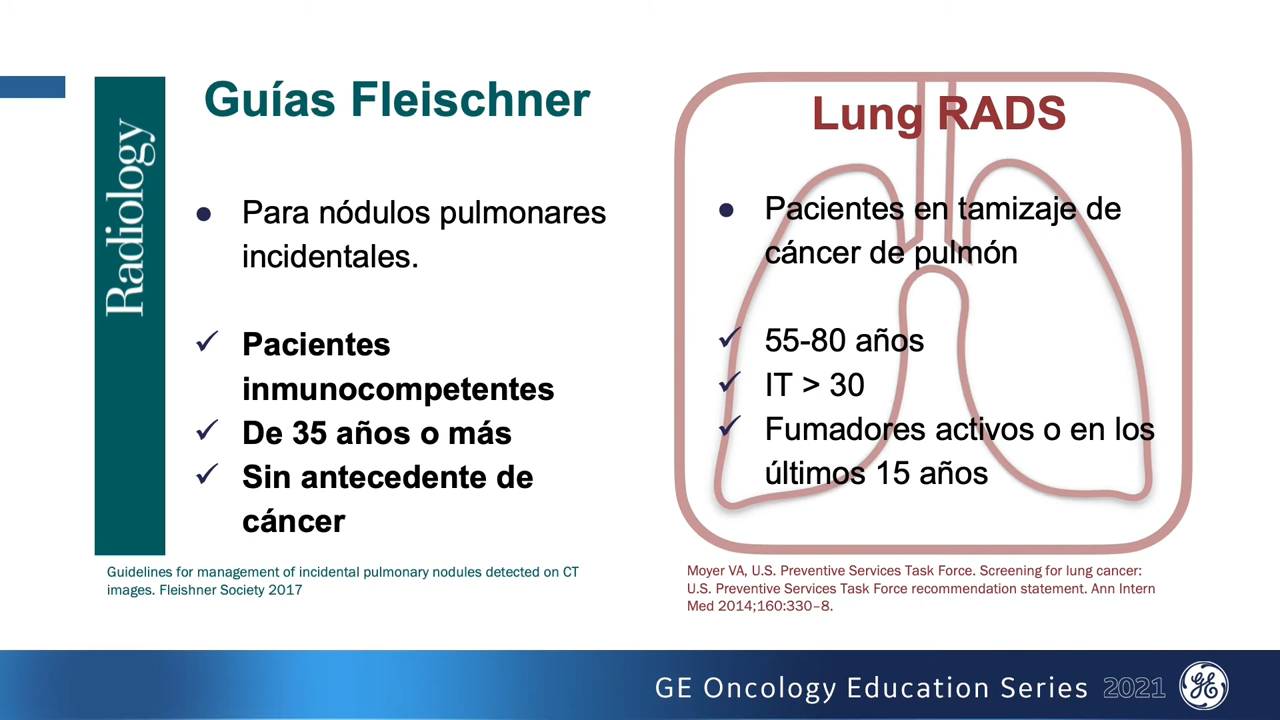 Radiology
Guías Fleischner
● Para nódulos pulmonares
incidentales.
✓ Pacientes
inmunocompetentes
✓ De 35 años o más
✓ Sin antecedente de
cáncer
Guidelines for management of incidental pulmonary nodules detected on CT
images. Fleishner Society 2017
Lung RADS
● Pacientes en tamizaje de
cáncer de pulmón
✓ 55-80 años
✓ IT > 30
✓ Fumadores activos o en los
últimos 15 años
Moyer VA, U.S. Preventive Services Task Force. Screening for lung cancer:
U.S. Preventive Services Task Force recommendation statement. Ann Intern
Med 2014;160:330–8.
GE Oncology Education Series 2021
GE